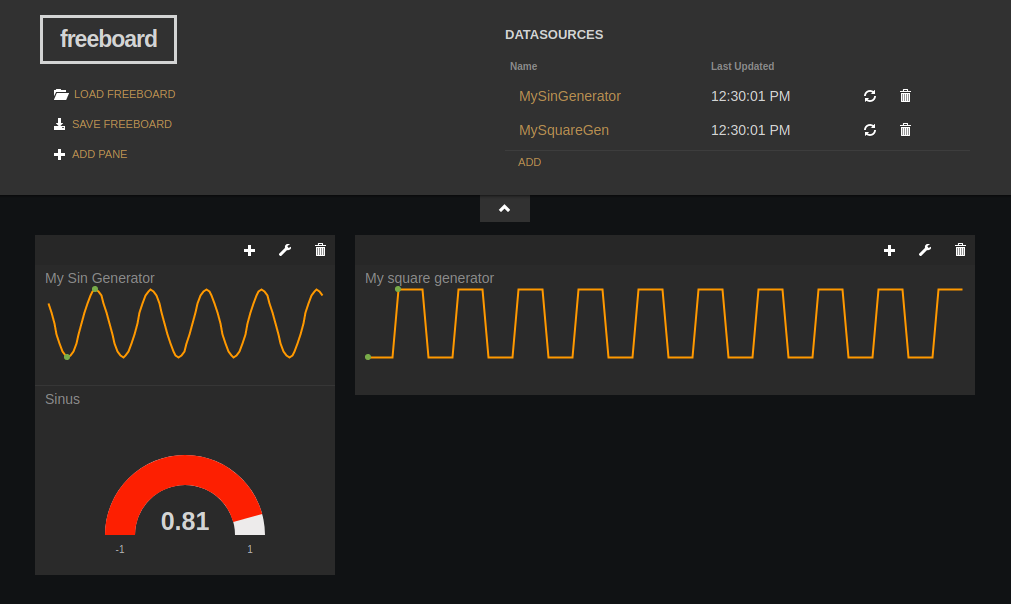 freeboard
LOAD FREEBOARD
SAVE FREEBOARD
ADD PANE
DATASOURCES
Name Last Updated
MySinGenerator 12:30:01 PM
MySquareGen 12:30:01 PM
ADD
My Sin Generator
Sinus
0.81
-1 1
My square generator